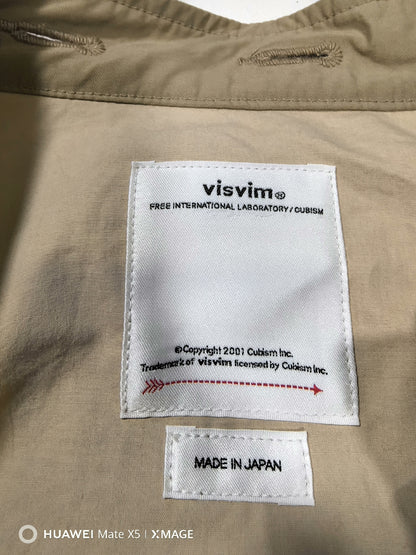 visvim®
FREE INTERNATIONAL LABORATORY / CUBISM
©Copyright 2001 Cubism Inc.
Trademark of visvim licensed by Cubism Inc.
MADE IN JAPAN
HUAWEI Mate X5 | XMAGE